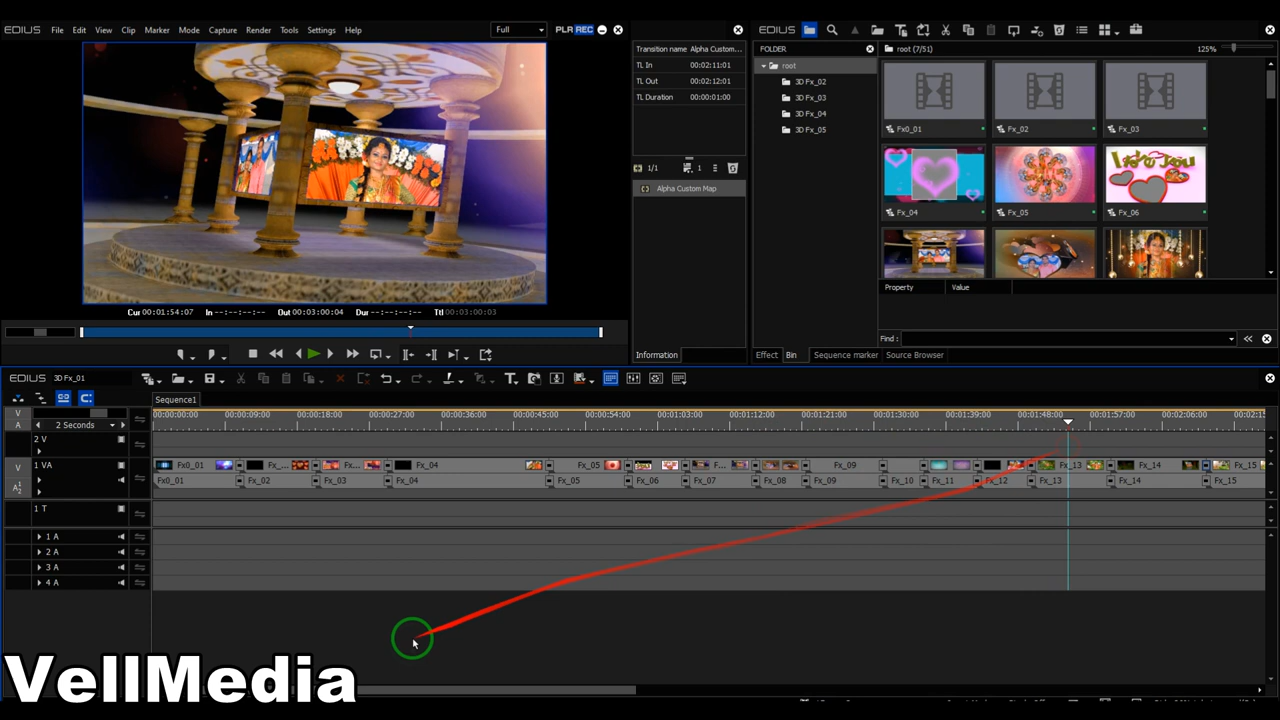 EDIUS File Edit View Clip Marker Mode Capture Render Tools Settings Help Full PLR REC
Cur 00:01:54:07 In --:--:--:-- Out 00:03:00:04 Dur --:--:--:-- Ttl 00:03:00:03
Transition name Alpha Custom...
TL In 00:02:11:01
TL Out 00:02:12:01
TL Duration 00:00:01:00
1/1 1
Alpha Custom Map
Information
EDIUS
FOLDER
root
3D Fx_02
3D Fx_03
3D Fx_04
3D Fx_05
root (7/51) 125%
Fx0_01 Fx_02 Fx_03
Fx_04 Fx_05 Fx_06
Property Value
Find :
Effect Bin Sequence marker Source Browser
EDIUS 3D Fx_01
Sequence1
V
A
2 Seconds
00:00:00:00 00:00:09:00 00:00:18:00 00:00:27:00 00:00:36:00 00:00:45:00 00:00:54:00 00:01:03:00 00:01:12:00 00:01:21:00 00:01:30:00 00:01:39:00 00:01:48:00 00:01:57:00 00:02:06:00 00:02:15
2 V
V 1 VA Fx0_01 Fx_... Fx... Fx_04 Fx_05 F... Fx_09 Fx_13 Fx_14 Fx_15
Fx0_01 Fx_02 Fx_03 Fx_04 Fx_05 Fx_06 Fx_07 Fx_08 Fx_09 Fx_10 Fx_11 Fx_12 Fx_13 Fx_14 Fx_15
1 T
1 A
2 A
3 A
4 A
VellMedia